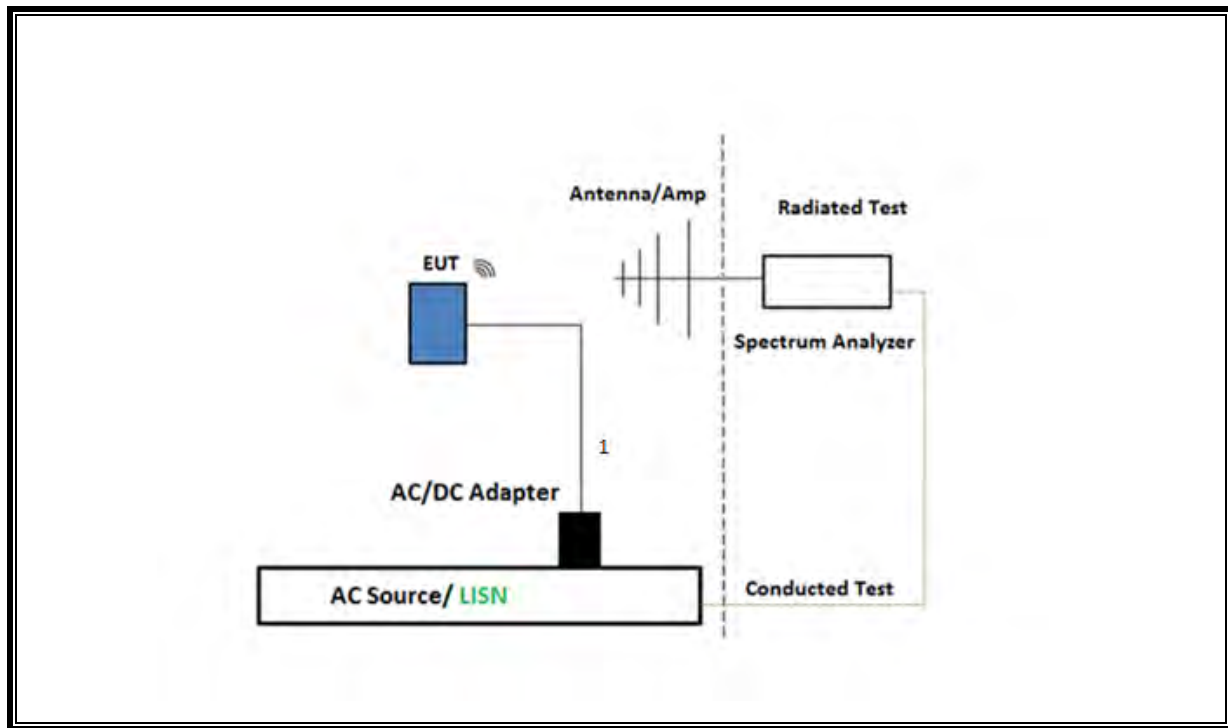 Antenna/Amp
Radiated Test
EUT
Spectrum Analyzer
1
AC/DC Adapter
AC Source/ LISN
Conducted Test